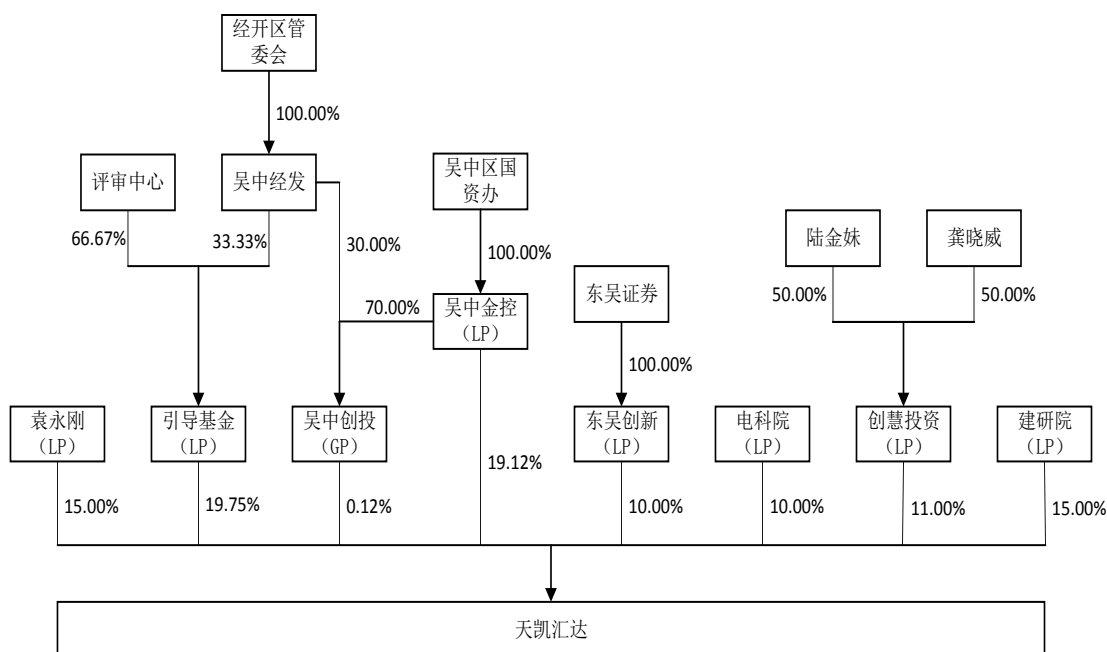 经开区管
委会
100.00%
评审中心
吴中经发
吴中区国
资办
66.67%
33.33%
30.00%
100.00%
陆金妹
龚晓威
东吴证券
50.00%
50.00%
70.00%
吴中金控
(LP)
100.00%
袁永刚
(LP)
引导基金
(LP)
吴中创投
(GP)
东吴创新
(LP)
电科院
(LP)
创慧投资
(LP)
建研院
(LP)
15.00%
19.75%
0.12%
19.12%
10.00%
10.00%
11.00%
15.00%
天凯汇达